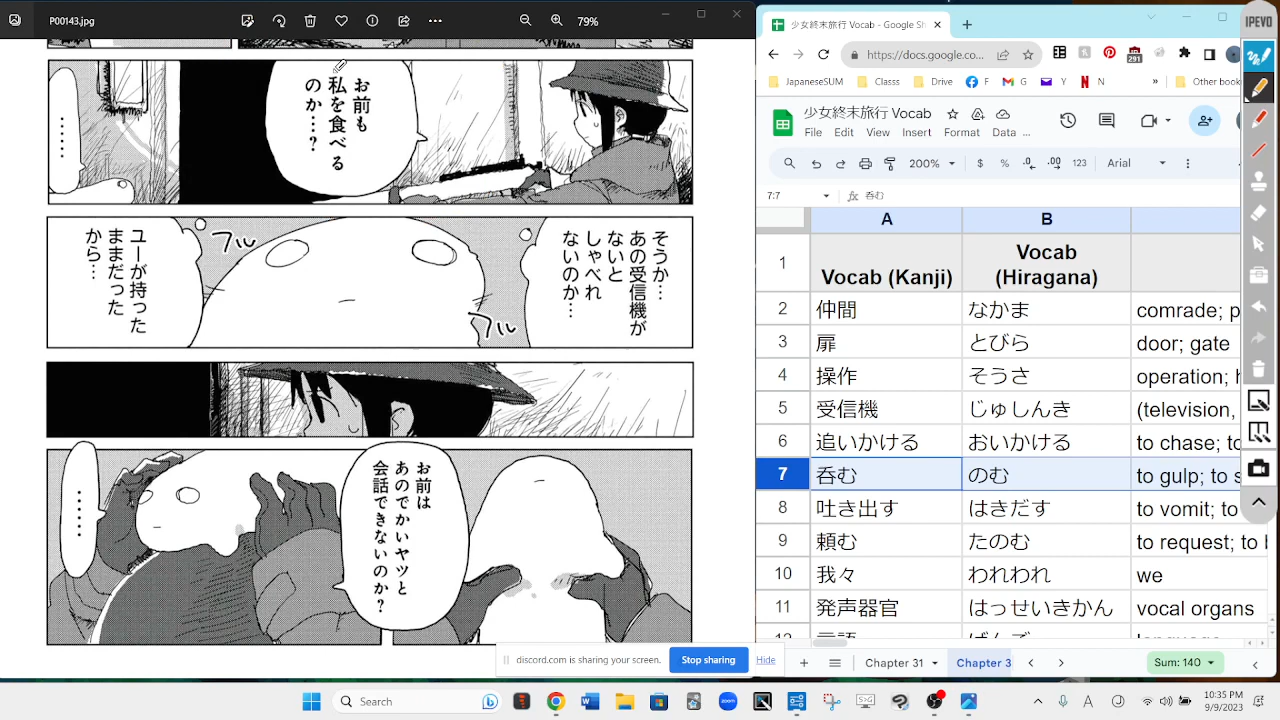 P00143.jpg
79%
お前も
私を食べる
のか…?
……
そうか…
あの受信機が
ないと
しゃべれ
ないのか…
フル
フル
ユーが持った
ままだった
から…
お前は
あのでかいヤツと
会話できないのか?
……
discord.com is sharing your screen.
Stop sharing
Hide
少女終末旅行 Vocab - Google Sh
https://docs.google.co...
291
JapaneseSUM
Classs
Drive
F
G
Y
N
Other book
少女終末旅行 Vocab
File
Edit
View
Insert
Format
Data
200%
$
%
.0
.00
123
Arial
7:7
fx
呑む
A
B
1
Vocab (Kanji)
Vocab
(Hiragana)
2
仲間
なかま
comrade; p
3
扉
とびら
door; gate
4
操作
そうさ
operation; h
5
受信機
じゅしんき
(television,
6
追いかける
おいかける
to chase; to
7
呑む
のむ
to gulp; to s
8
吐き出す
はきだす
to vomit; to
9
頼む
たのむ
to request; to b
10
我々
われわれ
we
11
発声器官
はっせいきかん
vocal organs
Chapter 31
Chapter 3
Sum: 140
IPEVO
Search
zoom
A
10:35 PM
9/9/2023